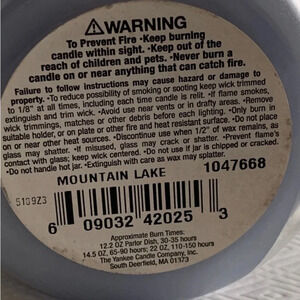 ⚠WARNING
To Prevent Fire •Keep burning
candle within sight. •Keep out of the
reach of children and pets. •Never burn a
candle on or near anything that can catch fire.
Failure to follow instructions may cause hazard or damage to
property. •To reduce possibility of smoking or sooting keep wick trimmed
to 1/8" at all times, including each time candle is relit. •If flame smokes,
extinguish and trim wick. •Avoid use near vents or in drafty areas. •Remove
wick trimmings, matches or other debris before each lighting. •Only burn in
suitable holder, or on plate or other fire and heat resistant surface. •Do not place
on or near other heat sources. •Discontinue use when 1/2" of wax remains, as
glass may shatter. •If misused, glass may crack or shatter. •Prevent flame's
contact with glass; keep wick centered. •Do not use if jar is chipped or cracked.
•Do not handle hot jar. •Extinguish with care as wax may splatter.
MOUNTAIN LAKE 1047668
5109Z3
6 09032 42025 3
Approximate Burn Times:
12.2 OZ Parlor Dish, 30-35 hours
14.5 OZ, 65-90 hours; 22 OZ, 110-150 hours
The Yankee Candle Company, Inc.
South Deerfield, MA 01373